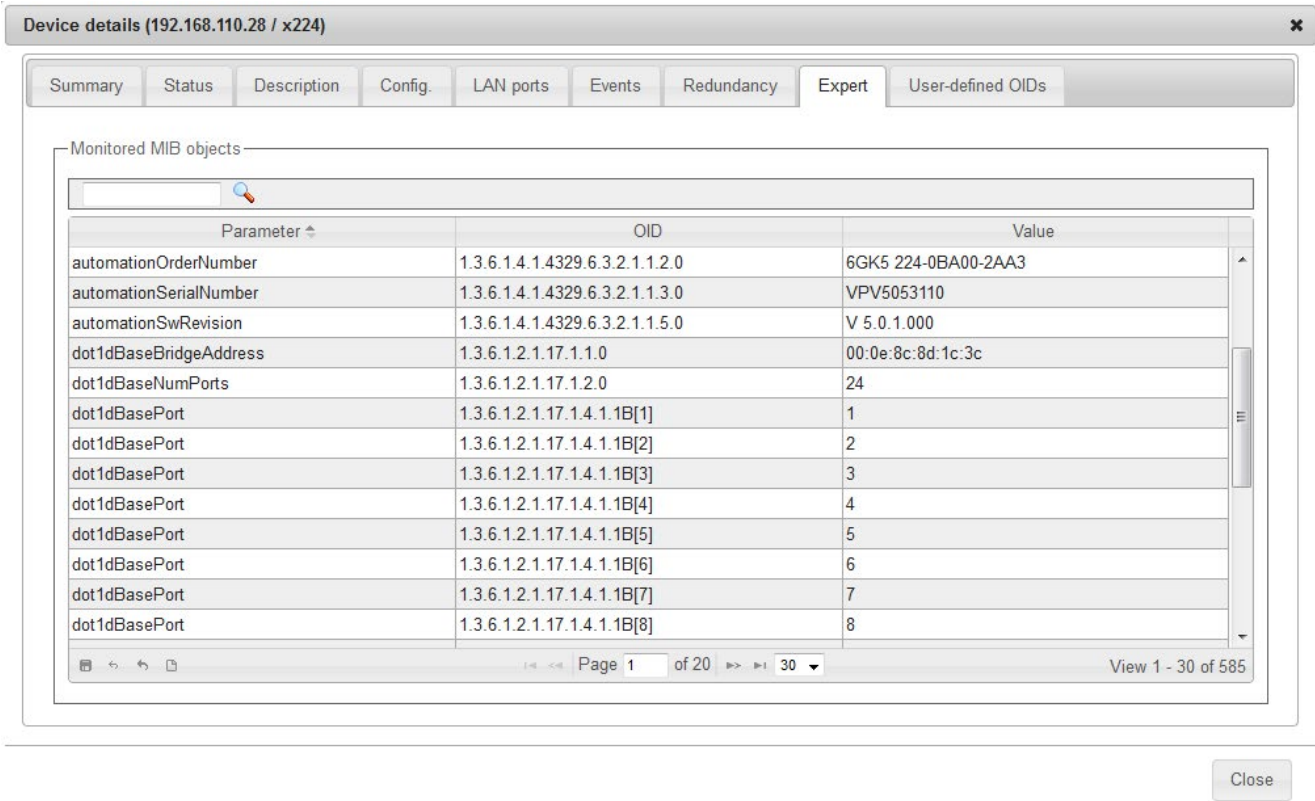 Device details (192.168.110.28 / x224)
Summary Status Description Config. LAN ports Events Redundancy Expert User-defined OIDs
Monitored MIB objects
Parameter OID Value
automationOrderNumber 1.3.6.1.4.1.4329.6.3.2.1.1.2.0 6GK5 224-0BA00-2AA3
automationSerialNumber 1.3.6.1.4.1.4329.6.3.2.1.1.3.0 VPV5053110
automationSwRevision 1.3.6.1.4.1.4329.6.3.2.1.1.5.0 V 5.0.1.000
dot1dBaseBridgeAddress 1.3.6.1.2.1.17.1.1.0 00:0e:8c:8d:1c:3c
dot1dBaseNumPorts 1.3.6.1.2.1.17.1.2.0 24
dot1dBasePort 1.3.6.1.2.1.17.1.4.1.1B[1] 1
dot1dBasePort 1.3.6.1.2.1.17.1.4.1.1B[2] 2
dot1dBasePort 1.3.6.1.2.1.17.1.4.1.1B[3] 3
dot1dBasePort 1.3.6.1.2.1.17.1.4.1.1B[4] 4
dot1dBasePort 1.3.6.1.2.1.17.1.4.1.1B[5] 5
dot1dBasePort 1.3.6.1.2.1.17.1.4.1.1B[6] 6
dot1dBasePort 1.3.6.1.2.1.17.1.4.1.1B[7] 7
dot1dBasePort 1.3.6.1.2.1.17.1.4.1.1B[8] 8
Page 1 of 20 30 View 1 - 30 of 585
Close